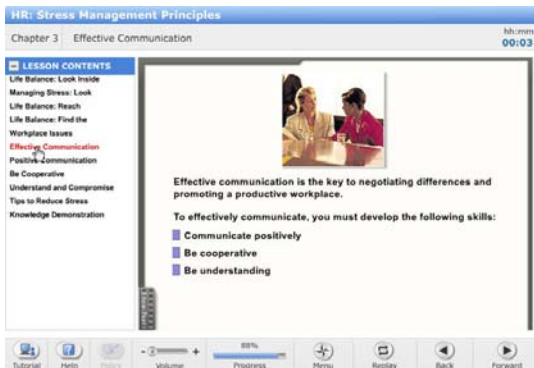 HR: Stress Management Principles
Chapter 3 Effective Communication
hh:mm
00:03
LESSON CONTENTS
Life Balance: Look Inside
Managing Stress: Look
Life Balance: Reach
Life Balance: Find the
Workplace Issues
Effective Communication
Positive Communication
Be Cooperative
Understand and Compromise
Tips to Reduce Stress
Knowledge Demonstration
Effective communication is the key to negotiating differences and
promoting a productive workplace.
To effectively communicate, you must develop the following skills:
Communicate positively
Be cooperative
Be understanding
- +
88%
Tutorial Help Policy Volume Progress Menu Replay Back Forward